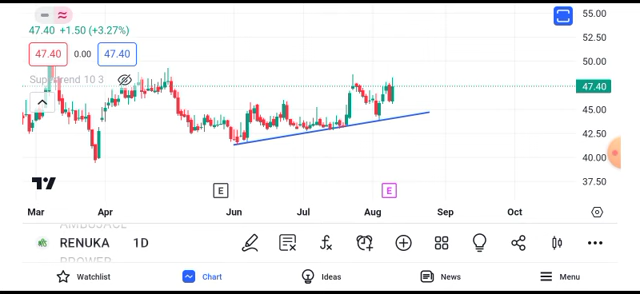 55.00
47.40 +1.50 (+3.27%)
52.50
47.40 0.00 47.40
50.00
Supertrend 10 3
47.40
45.00
42.50
40.00
37.50
E E
Mar Apr Jun Jul Aug Sep Oct
RENUKA 1D
Watchlist Chart Ideas News Menu